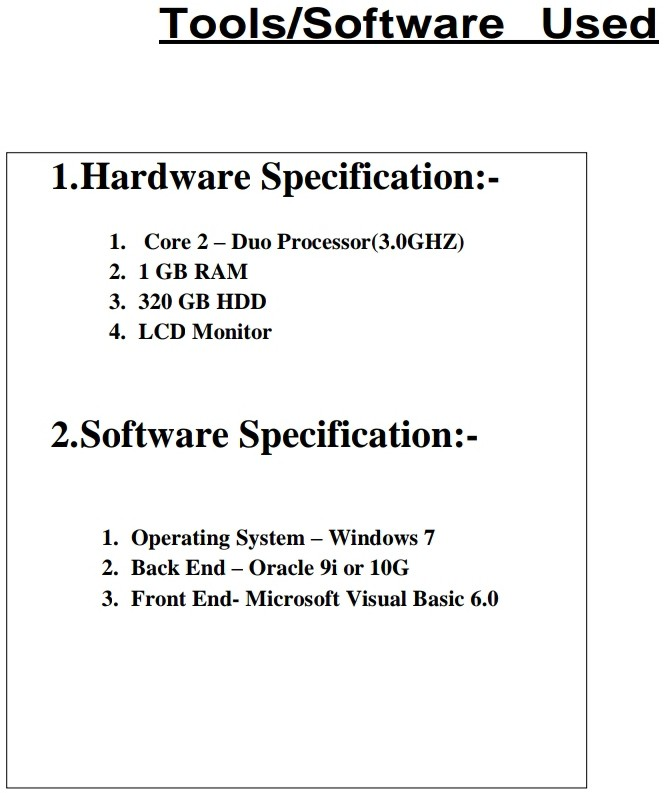 Tools/Software Used
1.Hardware Specification:-
1. Core 2 – Duo Processor(3.0GHZ)
2. 1 GB RAM
3. 320 GB HDD
4. LCD Monitor
2.Software Specification:-
1. Operating System – Windows 7
2. Back End – Oracle 9i or 10G
3. Front End- Microsoft Visual Basic 6.0